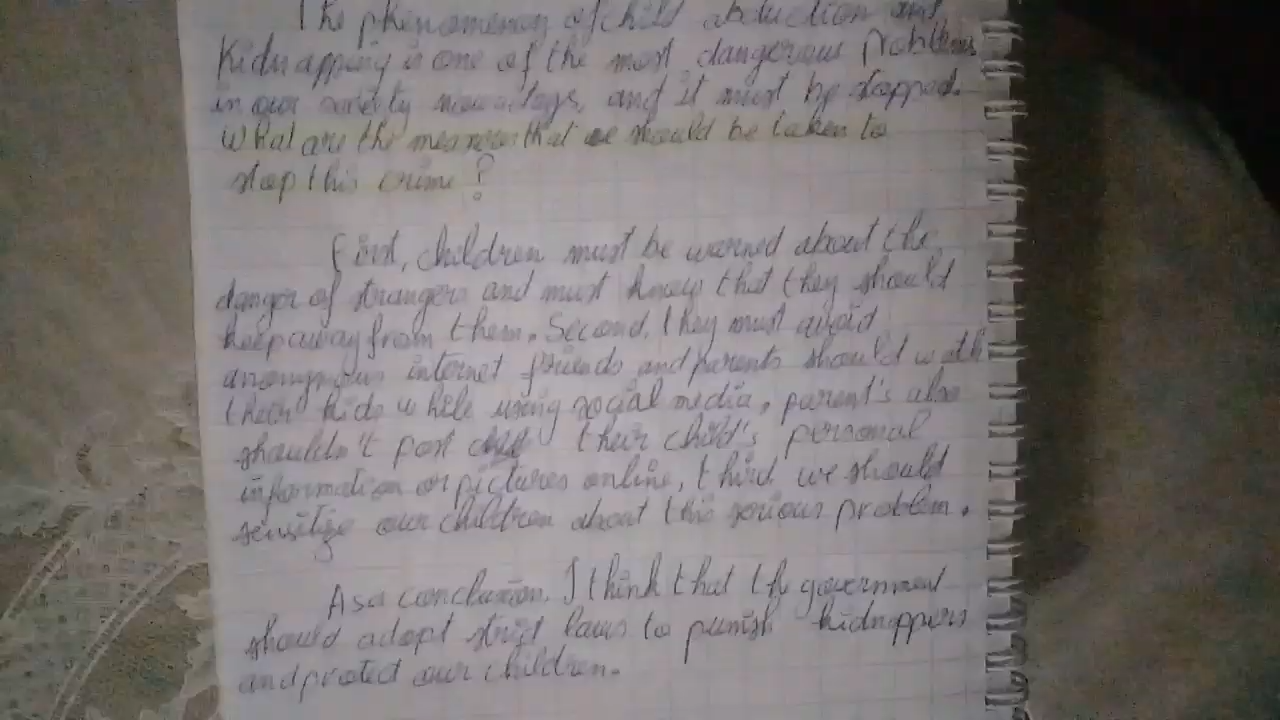 The phenomenon of child abduction and
Kidnapping is one of the most dangerous problems
in our society nowadays, and it must be stopped.
What are the measures that should be taken to
stop this crime?
First, children must be warned about the
danger of strangers and must know that they should
keep away from them. Second, they must avoid
anonymous internet friends and parents should watch
their kids while using social media, parent's also
shouldn't post their child's personal
information or pictures online, third we should
sensitize our children about this serious problem.
As a conclusion, I think that the government
should adopt strict laws to punish kidnappers
and protect our children.